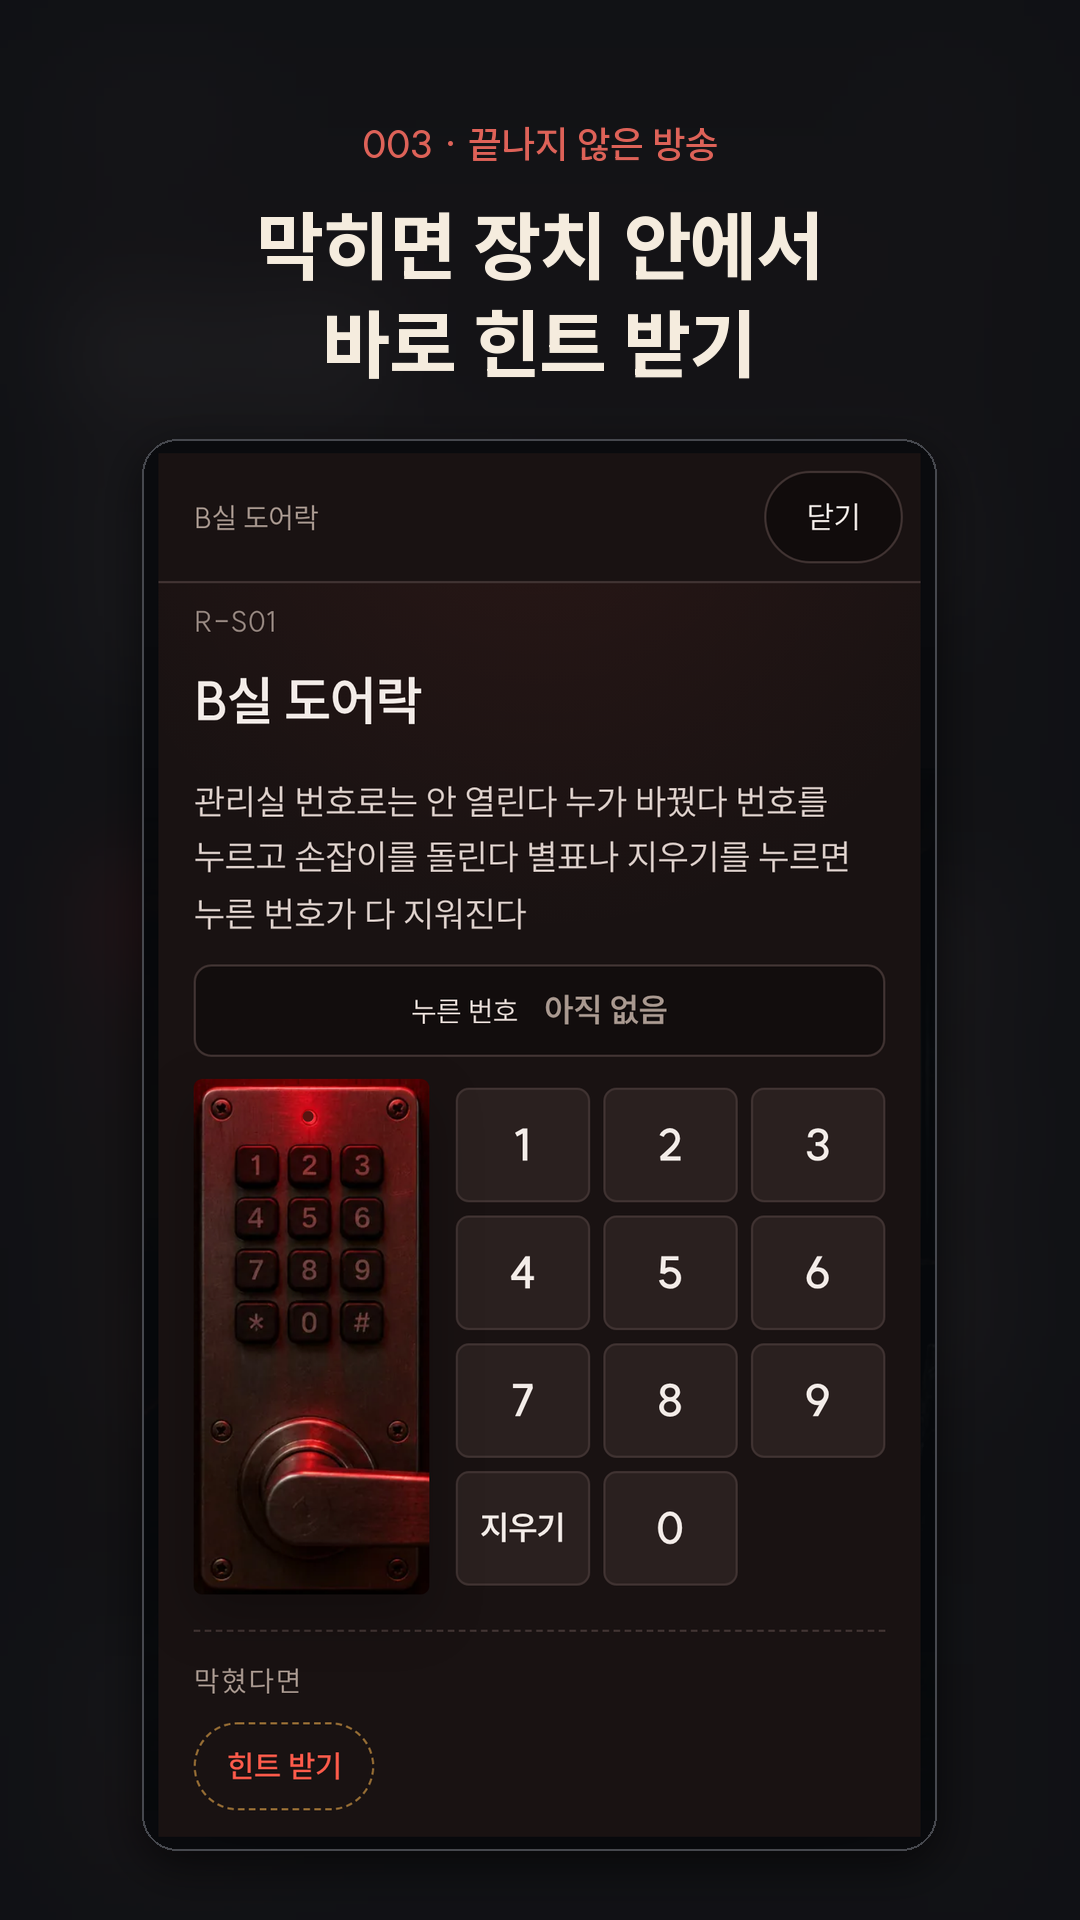 003 · 끝나지 않은 방송
막히면 장치 안에서
바로 힌트 받기
B실 도어락
닫기
R-S01
B실 도어락
관리실 번호로는 안 열린다 누가 바꿨다 번호를
누르고 손잡이를 돌린다 별표나 지우기를 누르면
누른 번호가 다 지워진다
누른 번호 아직 없음
1 2 3
4 5 6
7 8 9
* 0 #
1 2 3
4 5 6
7 8 9
지우기 0
막혔다면
힌트 받기